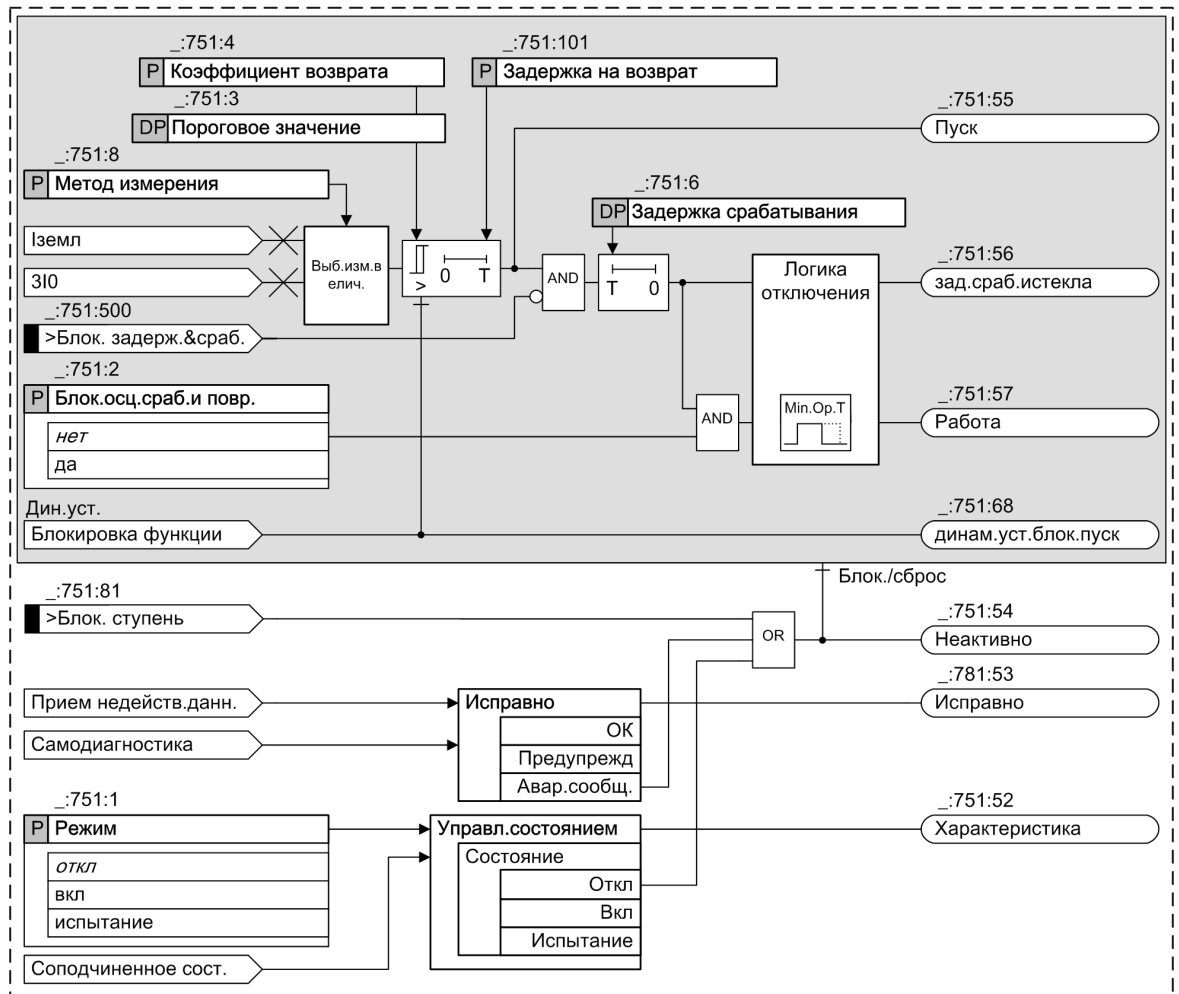 _:751:4
P Коэффициент возврата
_:751:101
P Задержка на возврат
_:751:3
DP Пороговое значение
_:751:55
Пуск
_:751:8
P Метод измерения
_:751:6
DP Задержка срабатывания
Iземл
3I0
Выб.изм.в
елич.
>
0 T
AND
T 0
Логика
отключения
_:751:56
зад.сраб.истекла
_:751:500
>Блок. задерж.&сраб.
_:751:2
P Блок.осц.сраб.и повр.
нет
да
AND
Min.Op.T
_:751:57
Работа
Дин.уст.
Блокировка функции
_:751:68
динам.уст.блок.пуск
Блок./сброс
_:751:81
>Блок. ступень
OR
_:751:54
Неактивно
_:781:53
Исправно
Прием недейств.данн.
Самодиагностика
Исправно
ОК
Предупрежд
Авар.сообщ.
_:751:1
P Режим
откл
вкл
испытание
Управл.состоянием
Состояние
Откл
Вкл
Испытание
_:751:52
Характеристика
Соподчиненное сост.